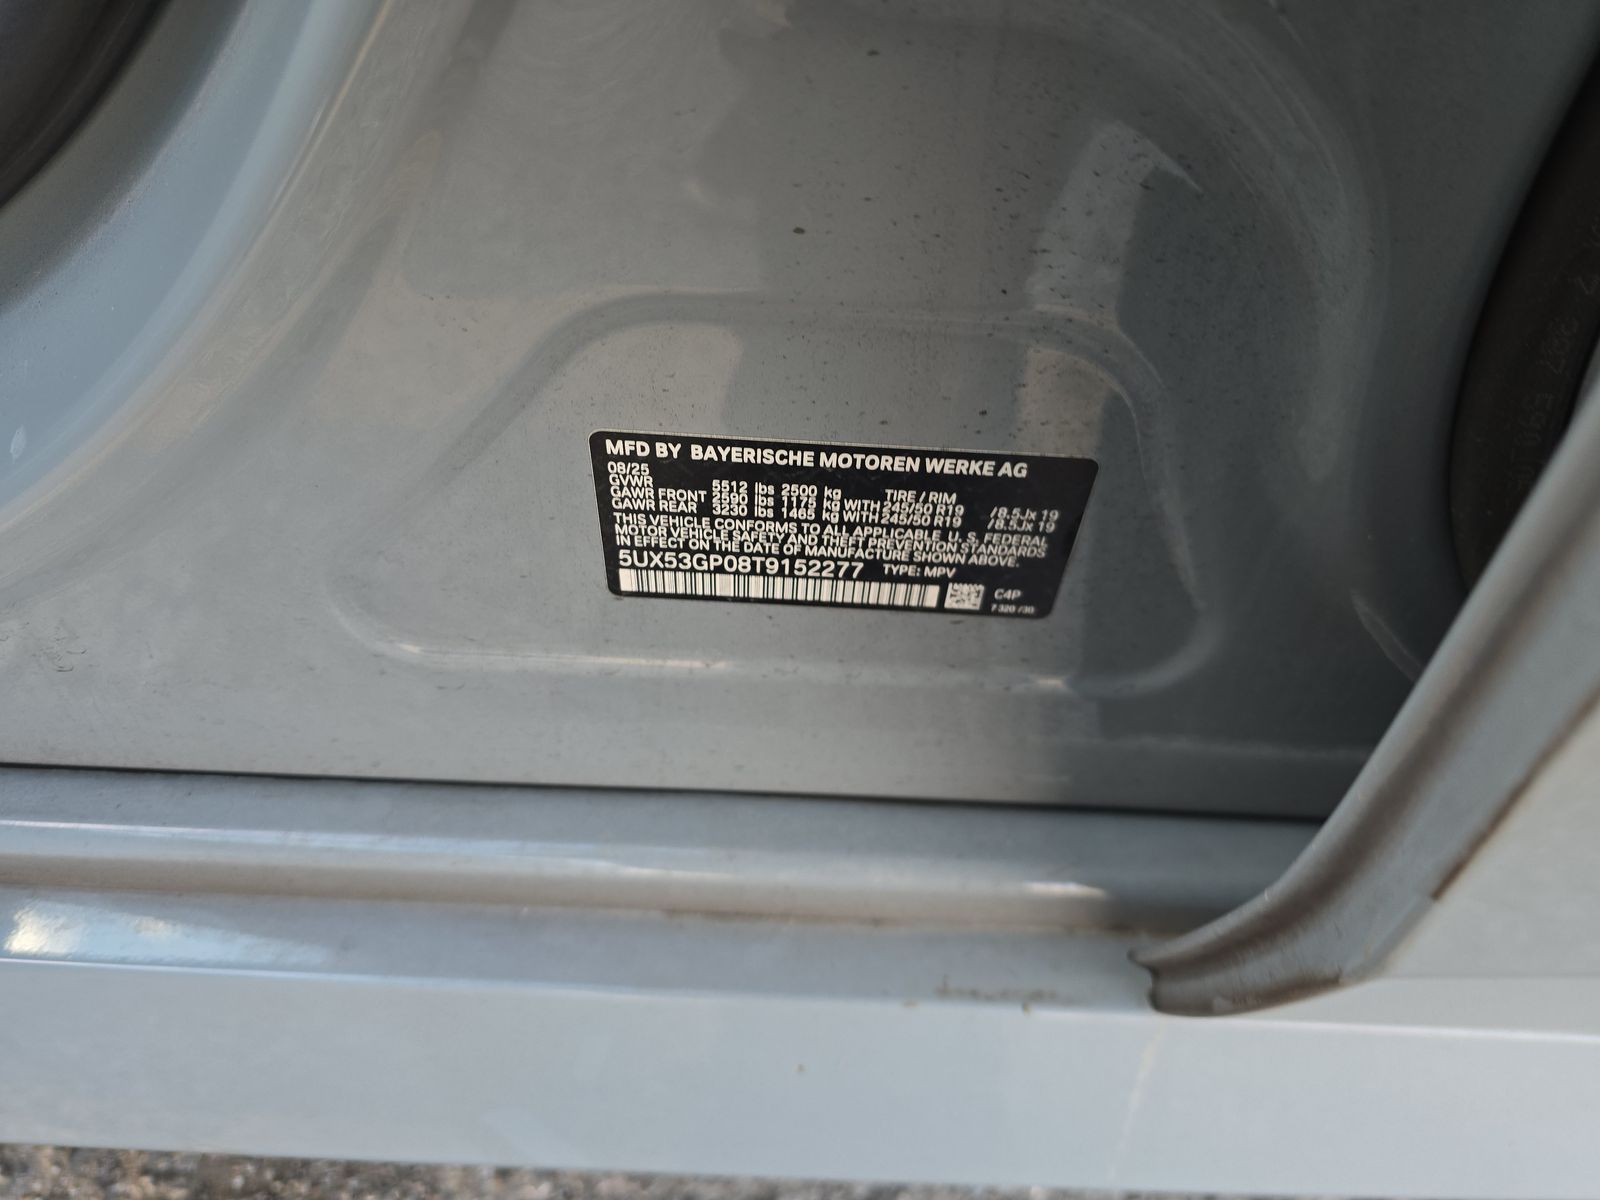 MFD BY BAYERISCHE MOTOREN WERKE AG
08/25
GVWR 5512 lbs 2500 kg TIRE / RIM
GAWR FRONT 2590 lbs 1175 kg WITH 245/50 R19 /8.5Jx 19
GAWR REAR 3230 lbs 1465 kg WITH 245/50 R19 /8.5Jx 19
THIS VEHICLE CONFORMS TO ALL APPLICABLE U. S. FEDERAL
MOTOR VEHICLE SAFETY AND THEFT PREVENTION STANDARDS
IN EFFECT ON THE DATE OF MANUFACTURE SHOWN ABOVE.
5UX53GP08T9152277 TYPE: MPV
C4P
7 320 /30